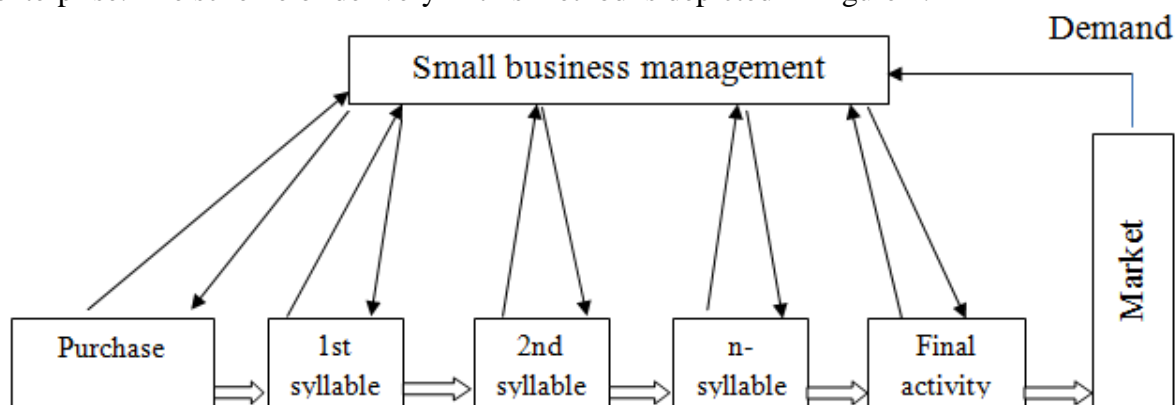 Demand
Small business management
Market
Purchase
1st
syllable
2nd
syllable
n-
syllable
Final
activity